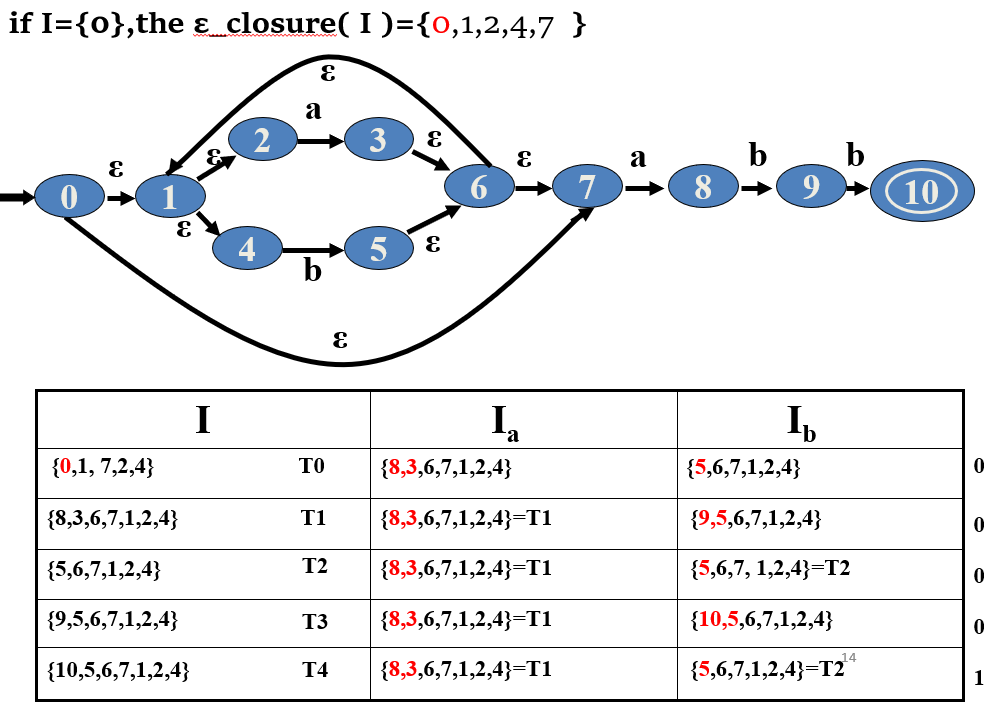 if I={0},the ε_closure( I )={0,1,2,4,7 }
ε
a
2
3
ε
ε
ε
0
1
ε
6
ε
7
a
8
b
9
b
10
ε
4
b
5
ε
ε
I
Ia
Ib
{0,1, 7,2,4} T0 {8,3,6,7,1,2,4} {5,6,7,1,2,4} 0
{8,3,6,7,1,2,4} T1 {8,3,6,7,1,2,4}=T1 {9,5,6,7,1,2,4} 0
{5,6,7,1,2,4} T2 {8,3,6,7,1,2,4}=T1 {5,6,7, 1,2,4}=T2 0
{9,5,6,7,1,2,4} T3 {8,3,6,7,1,2,4}=T1 {10,5,6,7,1,2,4} 0
{10,5,6,7,1,2,4} T4 {8,3,6,7,1,2,4}=T1 {5,6,7,1,2,4}=T2 14 1